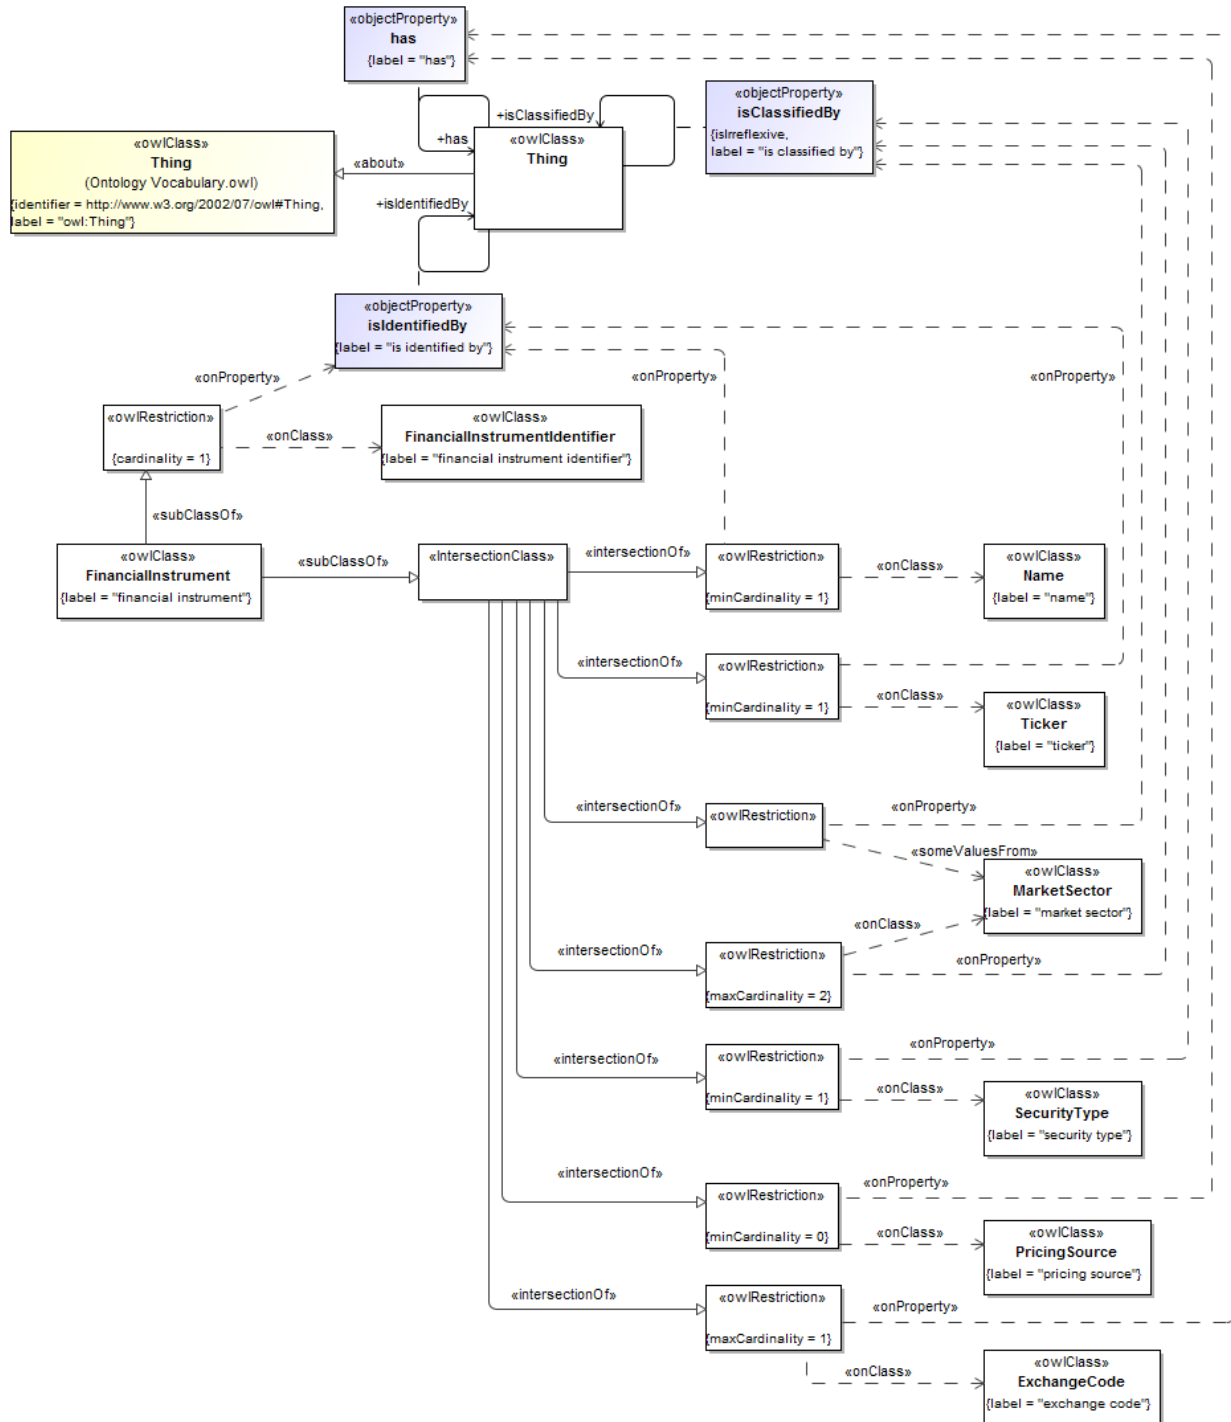 «objectProperty»
has
{label = "has"}
«objectProperty»
isClassifiedBy
{isIrreflexive,
label = "is classified by"}
+isClassifiedBy
+has
«owlClass»
Thing
«about»
«owlClass»
Thing
(Ontology Vocabulary.owl)
{identifier = http://www.w3.org/2002/07/owl#Thing,
label = "owl:Thing"}
+isIdentifiedBy
«objectProperty»
isIdentifiedBy
{label = "is identified by"}
«onProperty»
«onProperty»
«onProperty»
«owlRestriction»
{cardinality = 1}
«onClass»
«owlClass»
FinancialInstrumentIdentifier
{label = "financial instrument identifier"}
«subClassOf»
«owlClass»
FinancialInstrument
{label = "financial instrument"}
«subClassOf»
«IntersectionClass»
«intersectionOf»
«owlRestriction»
{minCardinality = 1}
«onClass»
«owlClass»
Name
{label = "name"}
«intersectionOf»
«owlRestriction»
{minCardinality = 1}
«onClass»
«owlClass»
Ticker
{label = "ticker"}
«intersectionOf»
«owlRestriction»
«onProperty»
«someValuesFrom»
«owlClass»
MarketSector
{label = "market sector"}
«onClass»
«intersectionOf»
«owlRestriction»
{maxCardinality = 2}
«onProperty»
«intersectionOf»
«owlRestriction»
{minCardinality = 1}
«onProperty»
«onClass»
«owlClass»
SecurityType
{label = "security type"}
«intersectionOf»
«owlRestriction»
{minCardinality = 0}
«onProperty»
«onClass»
«owlClass»
PricingSource
{label = "pricing source"}
«intersectionOf»
«owlRestriction»
{maxCardinality = 1}
«onProperty»
«onClass»
«owlClass»
ExchangeCode
{label = "exchange code"}